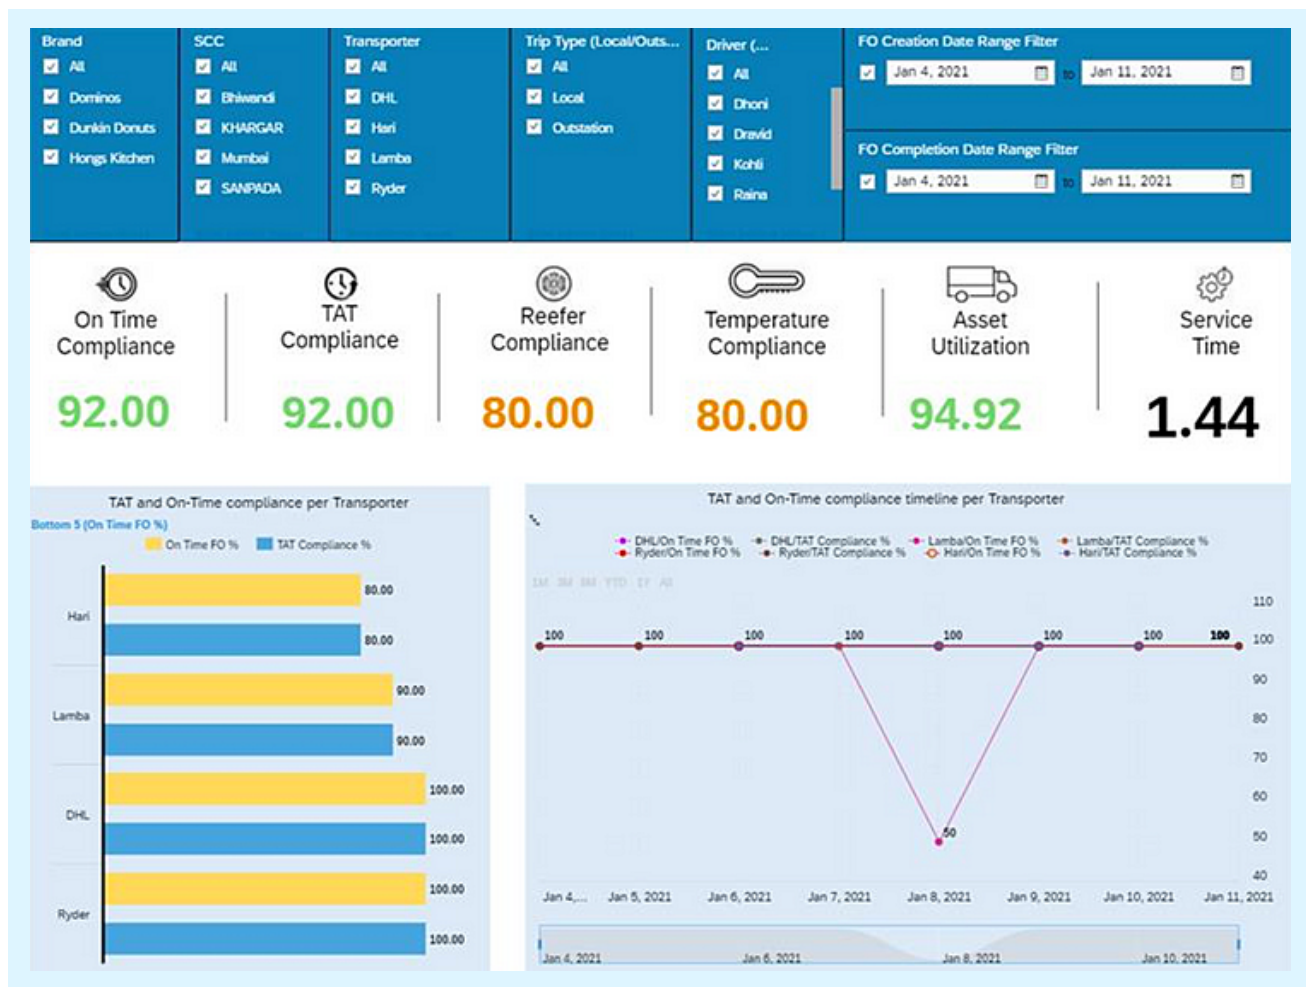 Brand
All
Dominos
Dunkin Donuts
Hongs Kitchen
SCC
All
Bhiwandi
KHARGAR
Mumbai
SANPADA
Transporter
All
DHL
Hari
Lamba
Ryder
Trip Type (Local/Outs...
All
Local
Outstation
Driver (...
All
Dhoni
Dravid
Kohli
Raina
FO Creation Date Range Filter
Jan 4, 2021 to Jan 11, 2021
FO Completion Date Range Filter
Jan 4, 2021 to Jan 11, 2021
On Time
Compliance
92.00
TAT
Compliance
92.00
Reefer
Compliance
80.00
Temperature
Compliance
80.00
Asset
Utilization
94.92
Service
Time
1.44
TAT and On-Time compliance per Transporter
Bottom 5 (On Time FO %)
On Time FO % TAT Compliance %
Hari
80.00
80.00
Lamba
90.00
90.00
DHL
100.00
100.00
Ryder
100.00
100.00
TAT and On-Time compliance timeline per Transporter
DHL/On Time FO % DHL/TAT Compliance % Lamba/On Time FO % Lamba/TAT Compliance %
Ryder/On Time FO % Ryder/TAT Compliance % Hari/On Time FO % Hari/TAT Compliance %
YTD 1Y All
110
100 100 100 100 100 100 100 100 100
90
80
70
60
50 50
40
Jan 4,... Jan 5, 2021 Jan 6, 2021 Jan 7, 2021 Jan 8, 2021 Jan 9, 2021 Jan 10, 2021 Jan 11, 2021
Jan 4, 2021 Jan 6, 2021 Jan 8, 2021 Jan 10, 2021